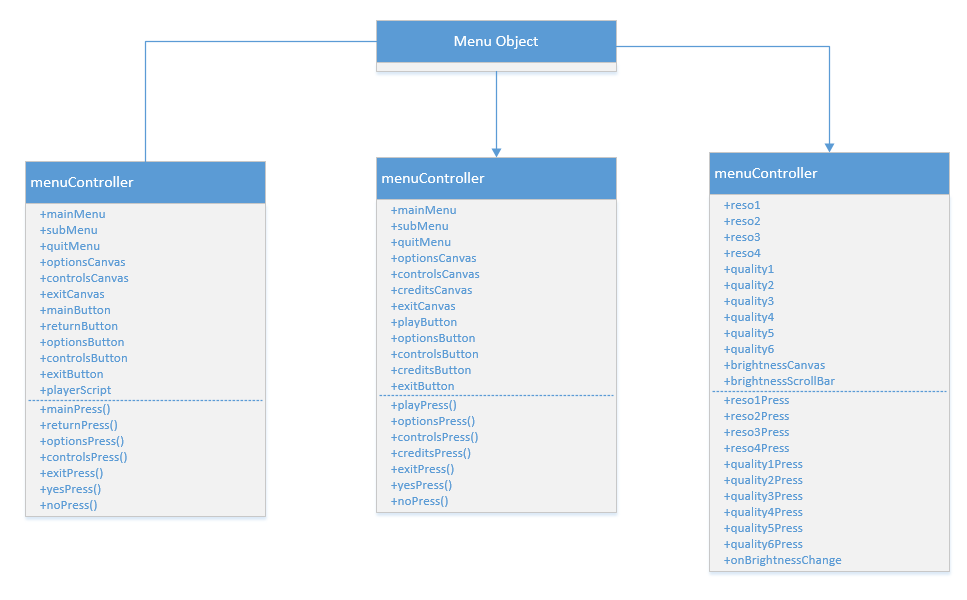 Menu Object
menuController
+mainMenu
+subMenu
+quitMenu
+optionsCanvas
+controlsCanvas
+exitCanvas
+mainButton
+returnButton
+optionsButton
+controlsButton
+exitButton
+playerScript
+mainPress()
+returnPress()
+optionsPress()
+controlsPress()
+exitPress()
+yesPress()
+noPress()
menuController
+mainMenu
+subMenu
+quitMenu
+optionsCanvas
+controlsCanvas
+creditsCanvas
+exitCanvas
+playButton
+optionsButton
+controlsButton
+creditsButton
+exitButton
+playPress()
+optionsPress()
+controlsPress()
+creditsPress()
+exitPress()
+yesPress()
+noPress()
menuController
+reso1
+reso2
+reso3
+reso4
+quality1
+quality2
+quality3
+quality4
+quality5
+quality6
+brightnessCanvas
+brightnessScrollBar
+reso1Press
+reso2Press
+reso3Press
+reso4Press
+quality1Press
+quality2Press
+quality3Press
+quality4Press
+quality5Press
+quality6Press
+onBrightnessChange